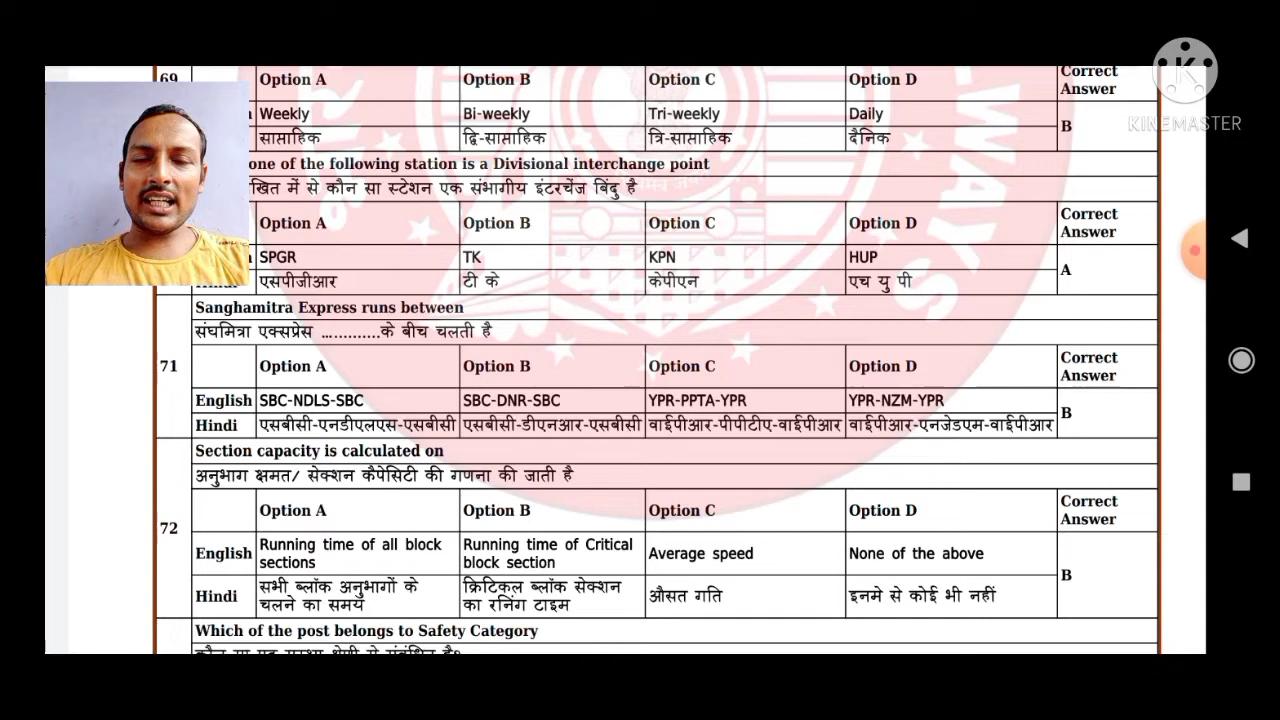 69 Option A Option B Option C Option D Correct Answer
Weekly Bi-weekly Tri-weekly Daily B
साप्ताहिक द्वि-साप्ताहिक त्रि-साप्ताहिक दैनिक
KINEMASTER
one of the following station is a Divisional interchange point
खित में से कौन सा स्टेशन एक संभागीय इंटरचेंज बिंदु है
Option A Option B Option C Option D Correct Answer
SPGR TK KPN HUP A
एसपीजीआर टी के केपीएन एच यु पी
Sanghamitra Express runs between
संघमित्रा एक्सप्रेस ...........के बीच चलती है
71 Option A Option B Option C Option D Correct Answer
English SBC-NDLS-SBC SBC-DNR-SBC YPR-PPTA-YPR YPR-NZM-YPR B
Hindi एसबीसी-एनडीएलएस-एसबीसी एसबीसी-डीएनआर-एसबीसी वाईपीआर-पीपीटीए-वाईपीआर वाईपीआर-एनजेडएम-वाईपीआर
Section capacity is calculated on
अनुभाग क्षमत/ सेक्शन कैपेसिटी की गणना की जाती है
72 Option A Option B Option C Option D Correct Answer
English Running time of all block sections Running time of Critical block section Average speed None of the above B
Hindi सभी ब्लॉक अनुभागों के चलने का समय क्रिटिकल ब्लॉक सेक्शन का रनिंग टाइम औसत गति इनमे से कोई भी नहीं
Which of the post belongs to Safety Category